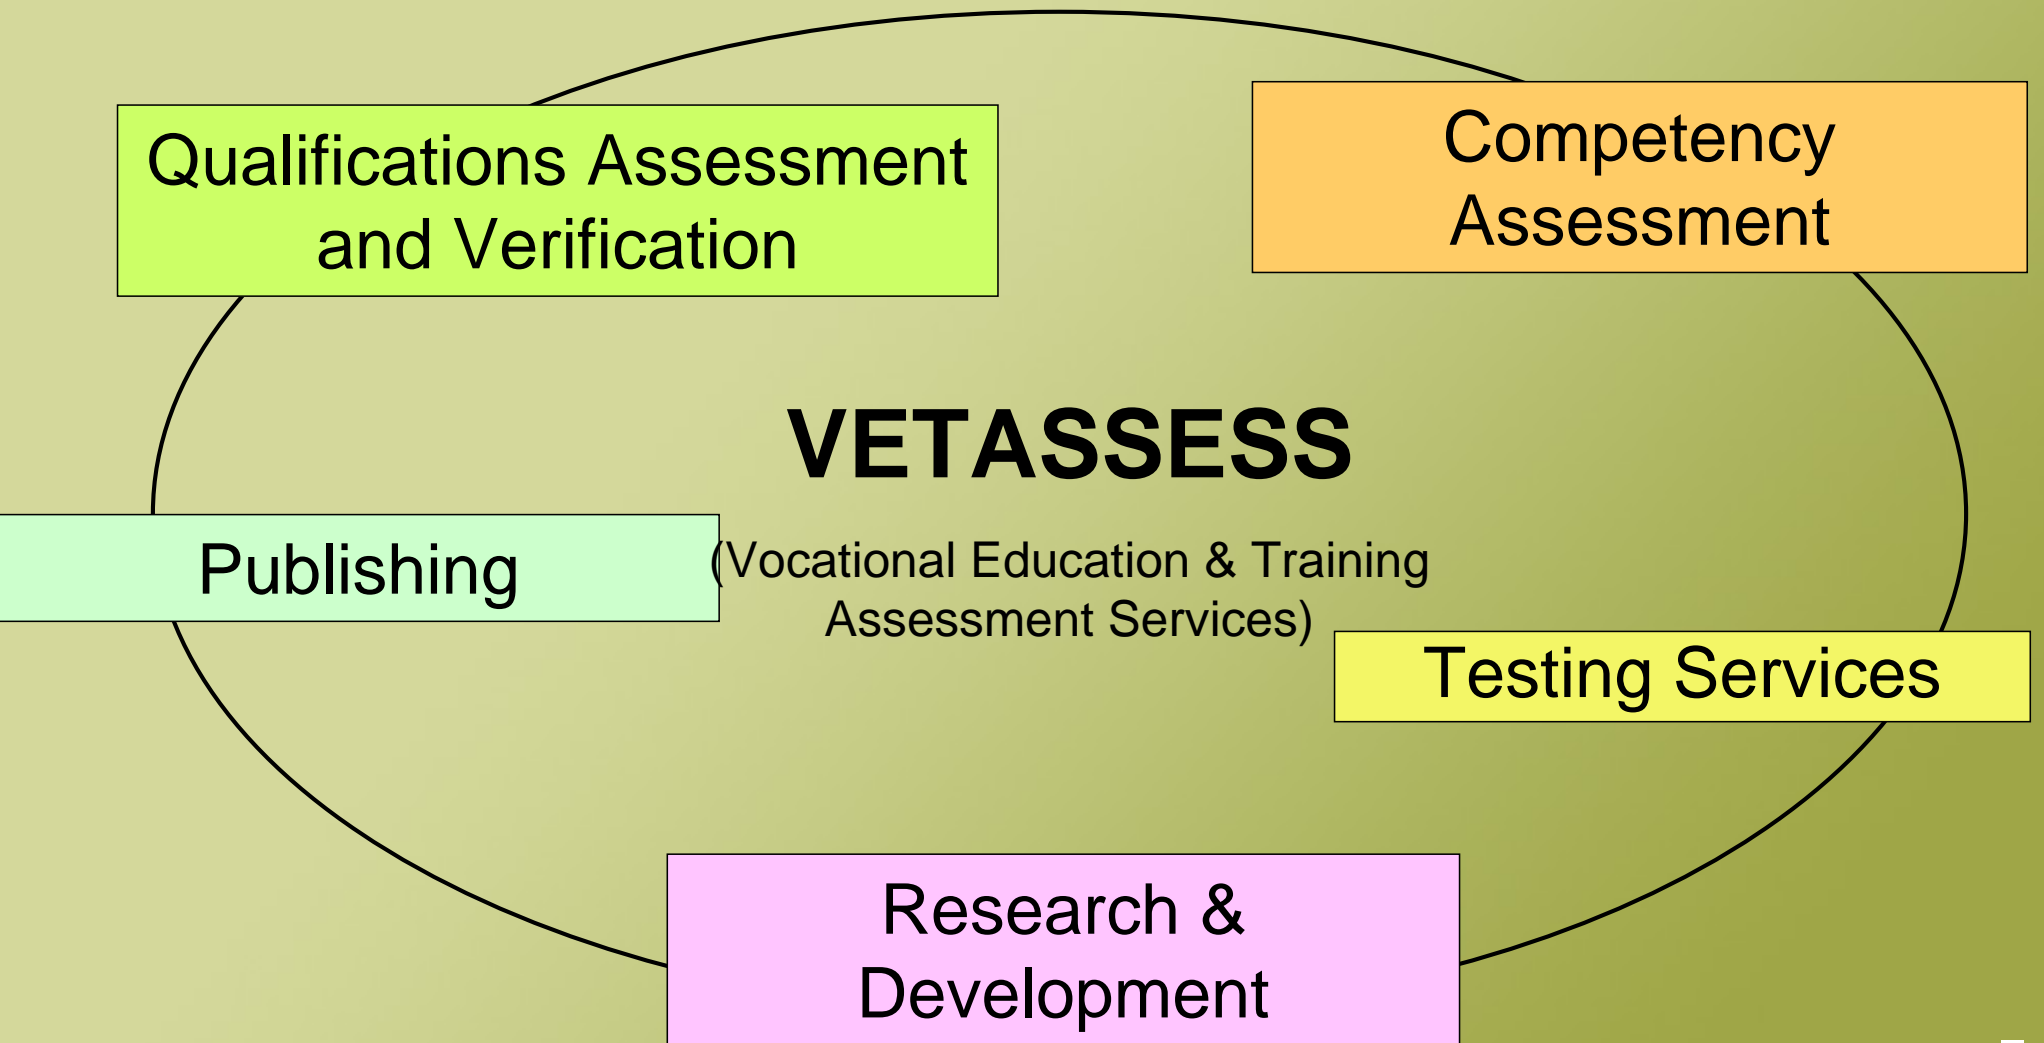 Qualifications Assessment
and Verification
Competency
Assessment
VETASSESS
(Vocational Education & Training
Assessment Services)
Publishing
Testing Services
Research &
Development